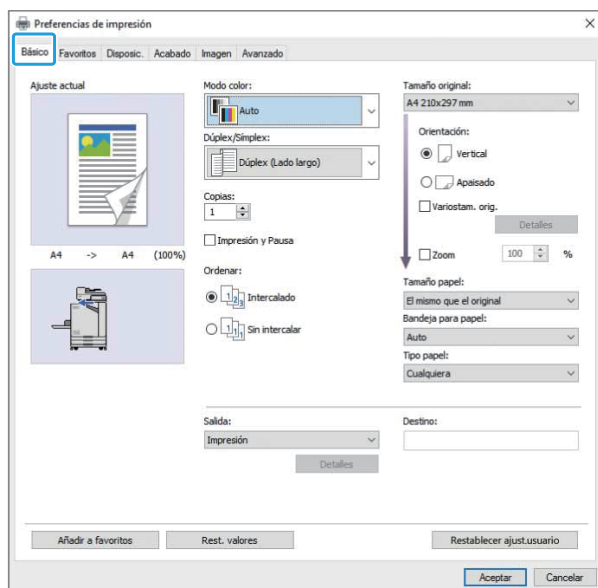 Preferencias de impresión
Básico Favoritos Disposic. Acabado Imagen Avanzado
Ajuste actual
A4 -> A4 (100%)
Modo color:
Auto
Dúplex/Símplex:
Dúplex (Lado largo)
Copias:
1
Impresión y Pausa
Ordenar:
Intercalado
Sin intercalar
Tamaño original:
A4 210x297 mm
Orientación:
Vertical
Apaisado
Variostam. orig.
Detalles
Zoom 100 %
Tamaño papel:
El mismo que el original
Bandeja para papel:
Auto
Tipo papel:
Cualquiera
Salida:
Impresión
Detalles
Destino:
Añadir a favoritos Rest. valores Restablecer ajust.usuario
Aceptar Cancelar